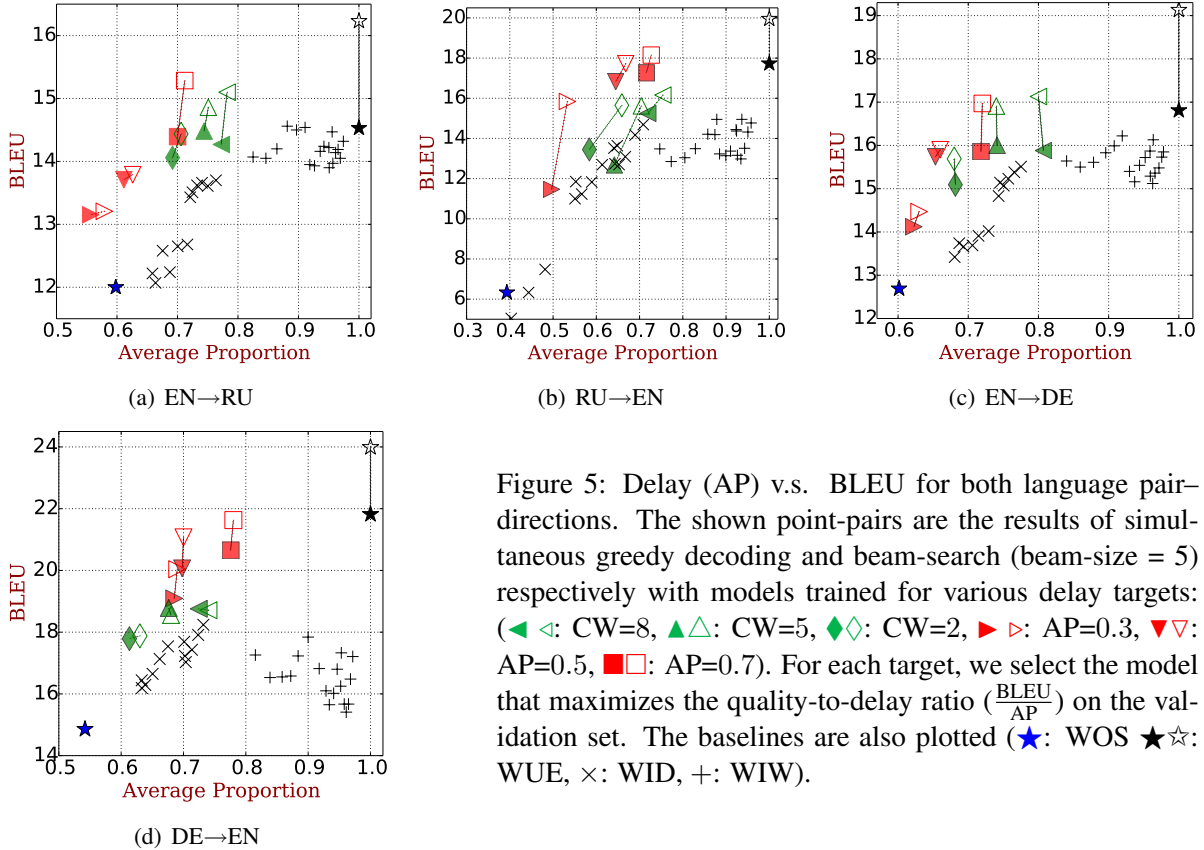 16
15
14
13
12
BLEU
0.5 0.6 0.7 0.8 0.9 1.0
Average Proportion
(a) EN→RU
20
18
16
14
12
10
8
6
BLEU
0.3 0.4 0.5 0.6 0.7 0.8 0.9 1.0
Average Proportion
(b) RU→EN
19
18
17
16
15
14
13
12
BLEU
0.6 0.7 0.8 0.9 1.0
Average Proportion
(c) EN→DE
24
22
20
18
16
14
BLEU
0.5 0.6 0.7 0.8 0.9 1.0
Average Proportion
(d) DE→EN
Figure 5: Delay (AP) v.s. BLEU for both language pair–
directions. The shown point-pairs are the results of simul-
taneous greedy decoding and beam-search (beam-size = 5)
respectively with models trained for various delay targets:
(◀◁: CW=8, ▲△: CW=5, ♦◊: CW=2, ▶▷: AP=0.3, ▼▽:
AP=0.5, ■□: AP=0.7). For each target, we select the model
that maximizes the quality-to-delay ratio (BLEU/AP) on the val-
idation set. The baselines are also plotted (★: WOS ★☆:
WUE, ×: WID, +: WIW).